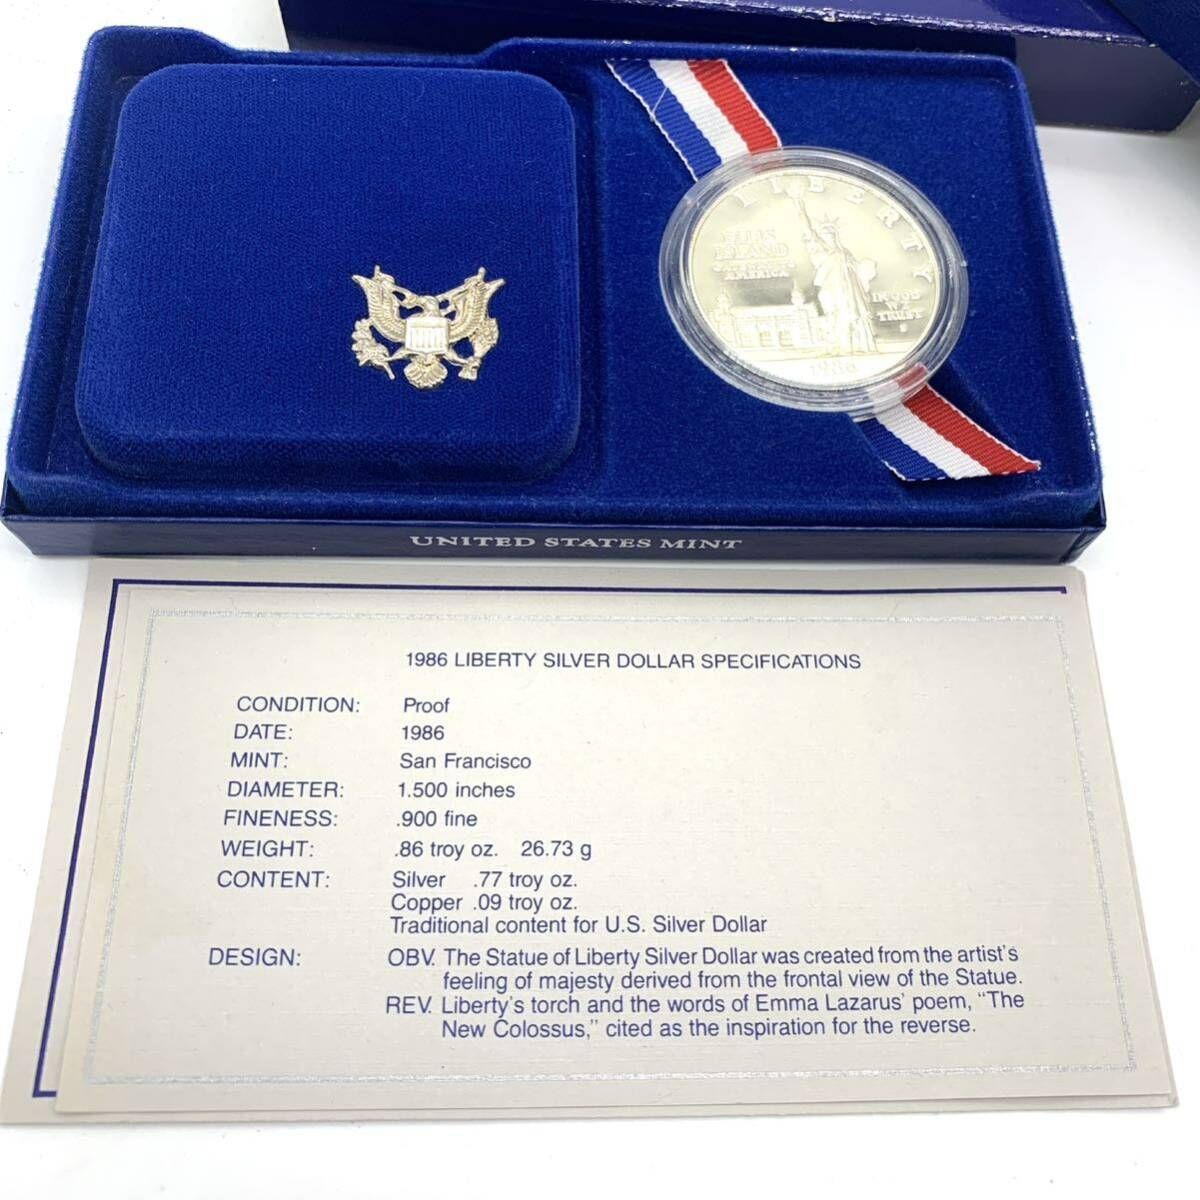 LIBERTY
ELLIS
ISLAND
GATEWAY TO
AMERICA
IN GOD
WE
TRUST
S
1986
UNITED STATES MINT
1986 LIBERTY SILVER DOLLAR SPECIFICATIONS
CONDITION: Proof
DATE: 1986
MINT: San Francisco
DIAMETER: 1.500 inches
FINENESS: .900 fine
WEIGHT: .86 troy oz. 26.73 g
CONTENT: Silver .77 troy oz.
Copper .09 troy oz.
Traditional content for U.S. Silver Dollar
DESIGN: OBV. The Statue of Liberty Silver Dollar was created from the artist's
feeling of majesty derived from the frontal view of the Statue.
REV. Liberty's torch and the words of Emma Lazarus' poem, "The
New Colossus," cited as the inspiration for the reverse.